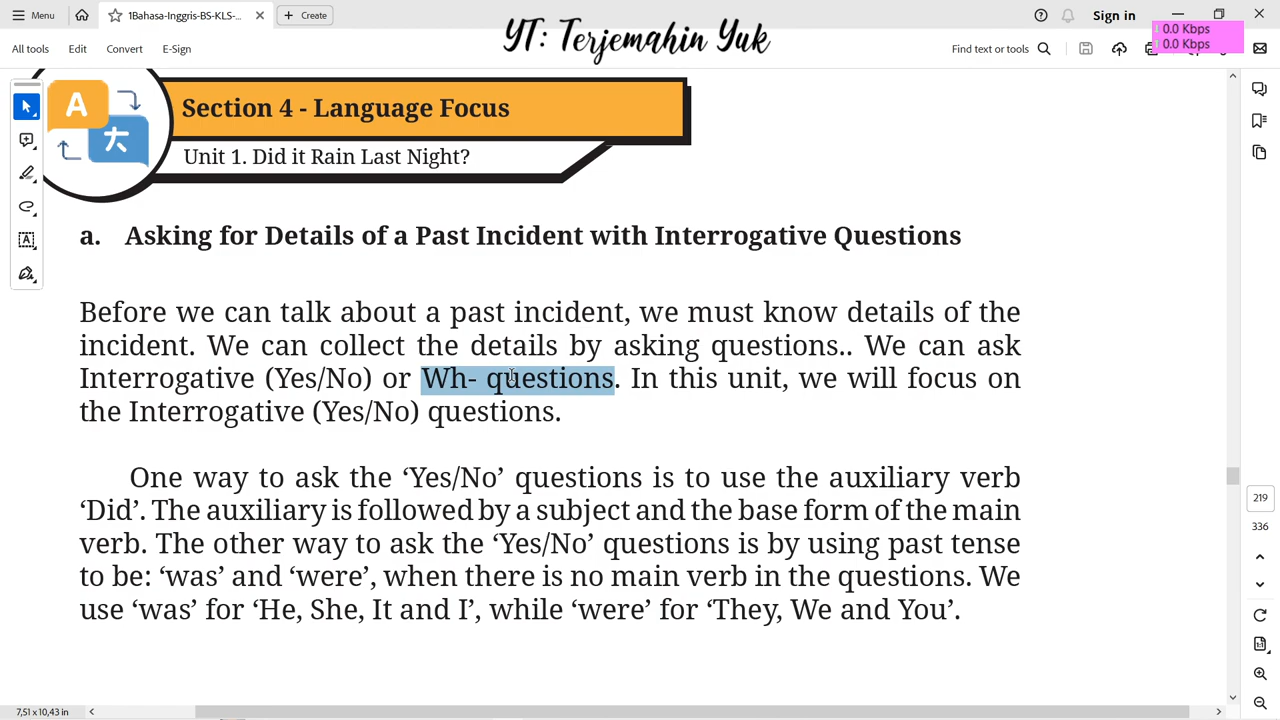 Menu
1Bahasa-Inggris-BS-KLS-...
Create
YT: Terjemahin Yuk
Sign in
0.0 Kbps
0.0 Kbps
All tools
Edit
Convert
E-Sign
Find text or tools
A
大
Section 4 - Language Focus
Unit 1. Did it Rain Last Night?
a. Asking for Details of a Past Incident with Interrogative Questions
Before we can talk about a past incident, we must know details of the
incident. We can collect the details by asking questions.. We can ask
Interrogative (Yes/No) or Wh- questions. In this unit, we will focus on
the Interrogative (Yes/No) questions.
One way to ask the ‘Yes/No’ questions is to use the auxiliary verb
‘Did’. The auxiliary is followed by a subject and the base form of the main
verb. The other way to ask the ‘Yes/No’ questions is by using past tense
to be: ‘was’ and ‘were’, when there is no main verb in the questions. We
use ‘was’ for ‘He, She, It and I’, while ‘were’ for ‘They, We and You’.
219
336
7,51 x 10,43 in